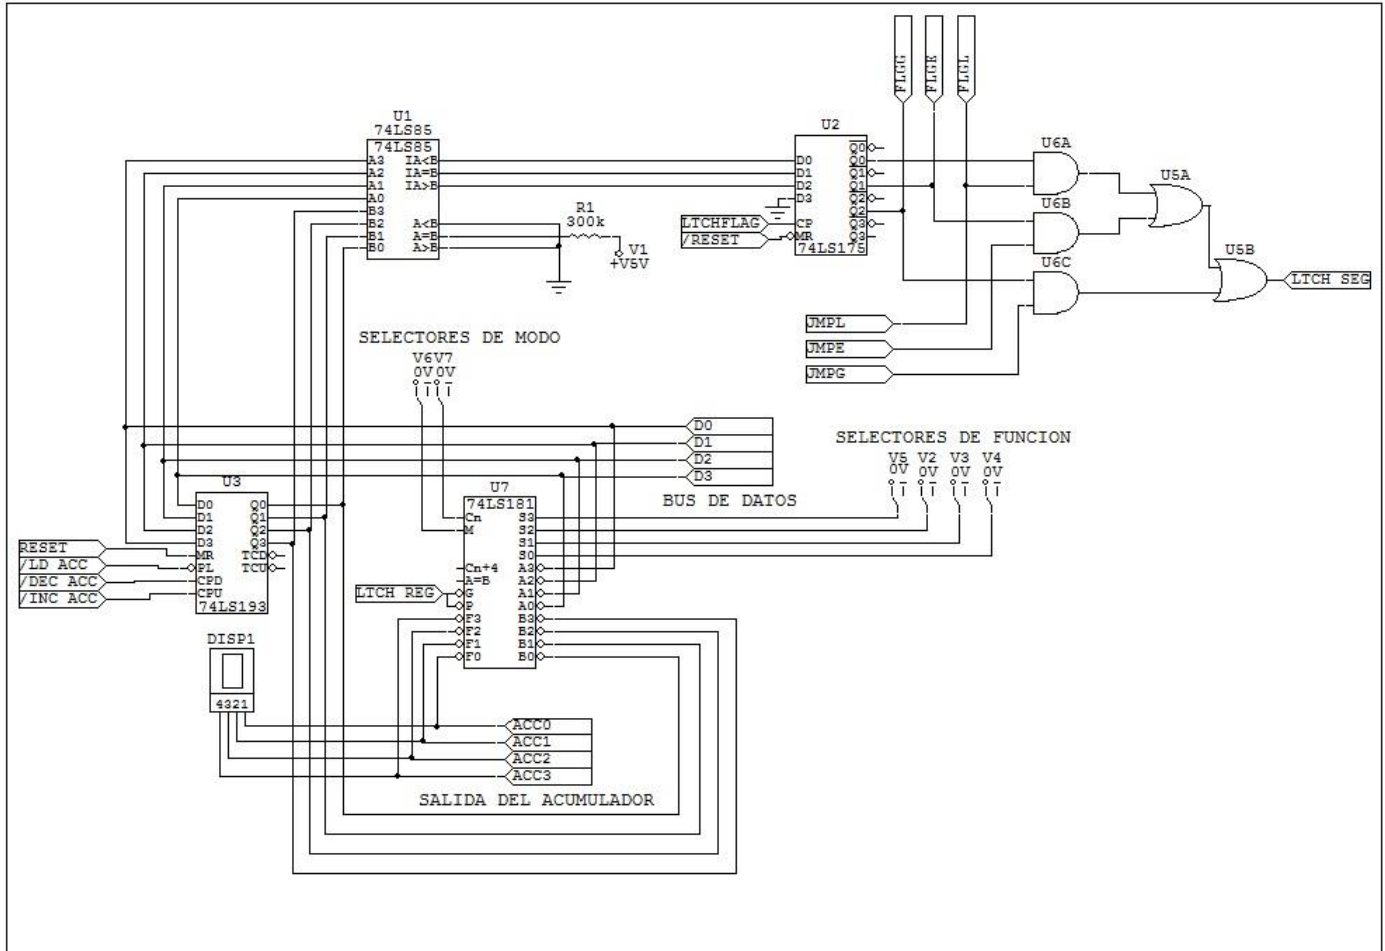 FLGG
FLGE
FLGL
U1
74LS85
74LS85
A3 IA<B
A2 IA=B
A1 IA>B
A0
B3
B2 A<B
B1 A=B
B0 A>B
R1
300k
V1
+V5V
U2
Q0
D0 Q0
D1 Q1
D2 Q1
D3 Q2
Q2
CP Q3
MR Q3
74LS175
LTCHFLAG
/RESET
U6A
U6B
U6C
U5A
U5B
LTCH SEG
JMPL
JMPE
JMPG
SELECTORES DE MODO
V6 V7
0V 0V
D0
D1
D2
D3
BUS DE DATOS
SELECTORES DE FUNCION
V5 V2 V3 V4
0V 0V 0V 0V
U3
D0 Q0
D1 Q1
D2 Q2
D3 Q3
MR TCD
PL TCU
CPD
CPU
74LS193
RESET
/LD ACC
/DEC ACC
/INC ACC
U7
74LS181
Cn S3
M S2
S1
S0
Cn+4 A3
A=B A2
G A1
P A0
F3 B3
F2 B2
F1 B1
F0 B0
LTCH REG
DISP1
4321
ACC0
ACC1
ACC2
ACC3
SALIDA DEL ACUMULADOR